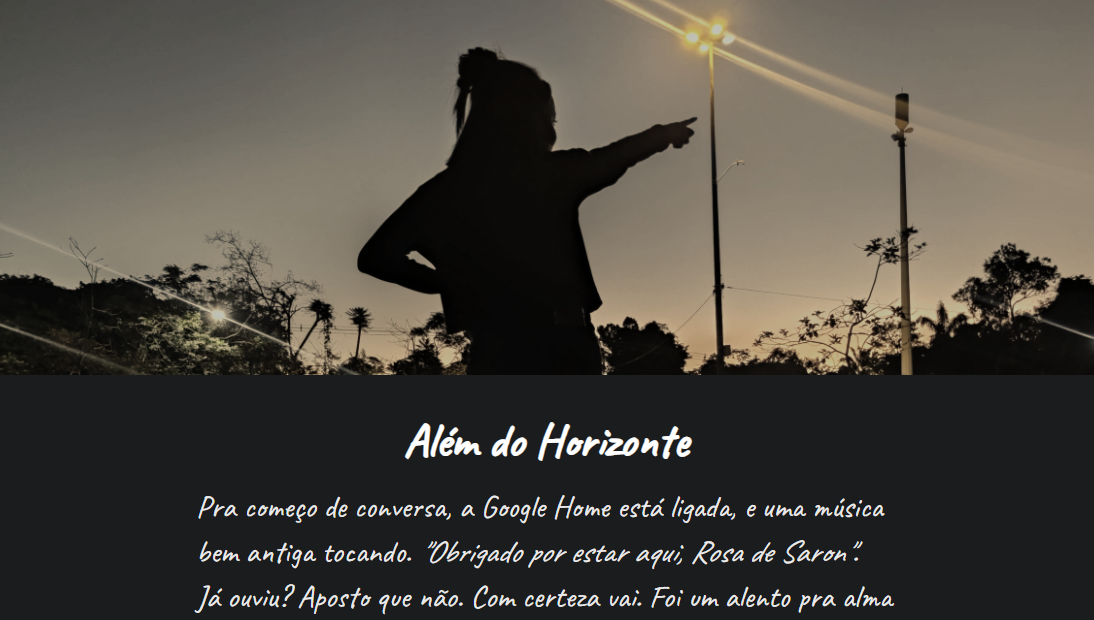 Além do Horizonte
Pra começo de conversa, a Google Home está ligada, e uma música
bem antiga tocando. "Obrigado por estar aqui, Rosa de Saron".
Já ouviu? Aposto que não. Com certeza vai. Foi um alento pra alma